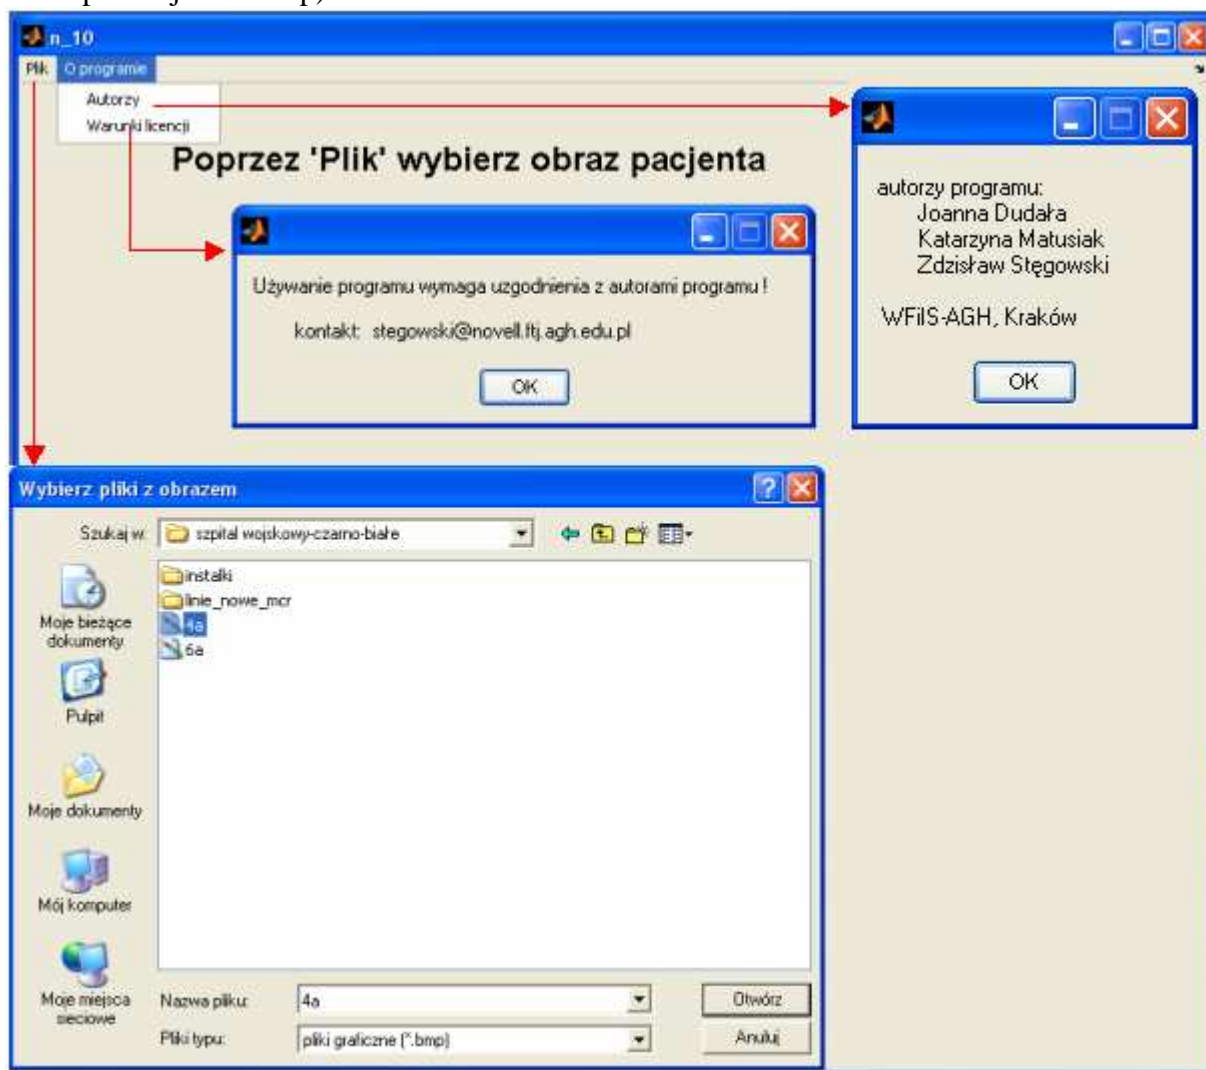 n_10
Plik O programie
Autorzy
Warunki licencji
Poprzez 'Plik' wybierz obraz pacjenta
autorzy programu:
Joanna Dudała
Katarzyna Matusiak
Zdzisław Stęgowski
WFiIS-AGH, Kraków
OK
Używanie programu wymaga uzgodnienia z autorami programu !
kontakt: stegowski@novell.ftj.agh.edu.pl
OK
Wybierz pliki z obrazem
Szukaj w: szpital wojskowy-czarno-białe
instalki
linie_nowe_mcr
4a
6a
Moje bieżące
dokumenty
Pulpit
Moje dokumenty
Mój komputer
Moje miejsca
sieciowe
Nazwa pliku: 4a Otwórz
Pliki typu: pliki graficzne (*.bmp) Anuluj